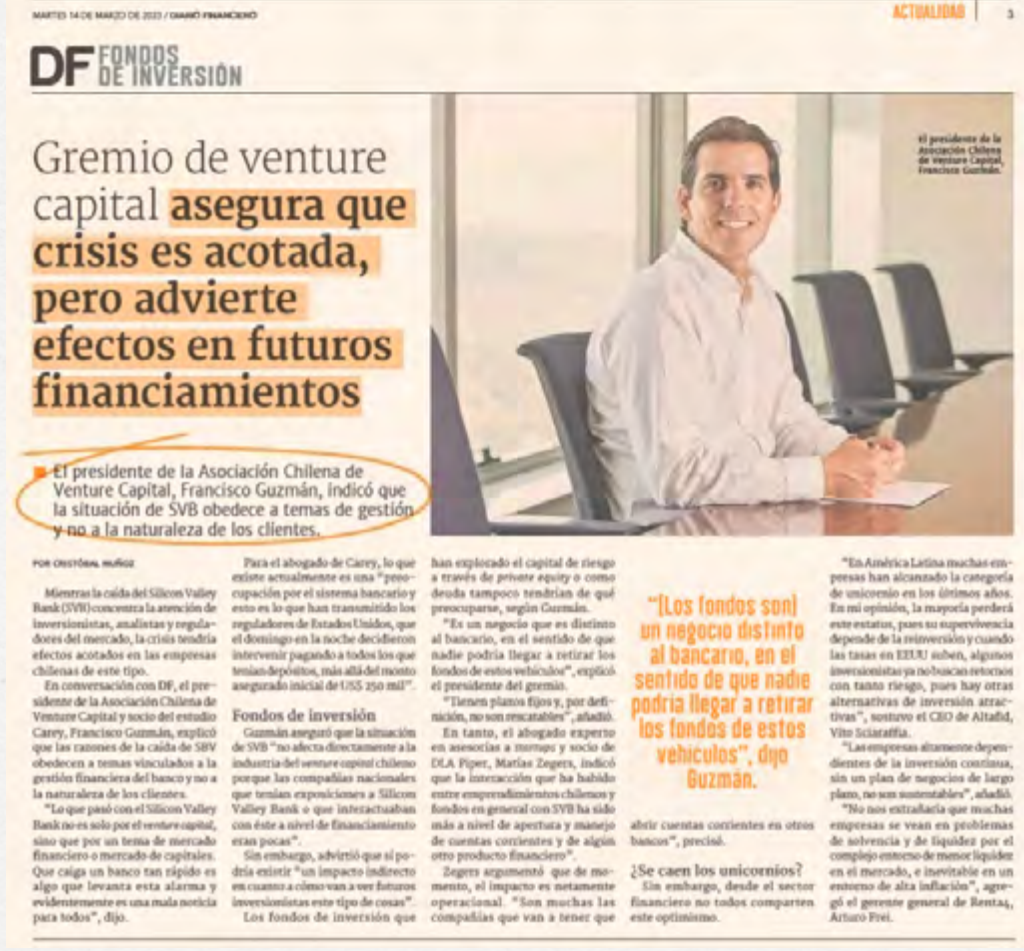 MARTES 14 DE MARZO DE 2023 / DIARIO FINANCIERO
ACTUALIDAD
3
DF FONDOS
DE INVERSIÓN
El presidente de la
Asociación Chilena
de Venture Capital,
Francisco Guzmán.
Gremio de venture
capital asegura que
crisis es acotada,
pero advierte
efectos en futuros
financiamientos
El presidente de la Asociación Chilena de
Venture Capital, Francisco Guzmán, indicó que
la situación de SVB obedece a temas de gestión
y no a la naturaleza de los clientes.
POR CRISTÓBAL MUÑOZ
Mientras la caída del Silicon Valley
Bank (SVB) concentra la atención de
inversionistas, analistas y regula-
dores del mercado, la crisis tendría
efectos acotados en las empresas
chilenas de este tipo.
En conversación con DF, el pre-
sidente de la Asociación Chilena de
Venture Capital y socio del estudio
Carey, Francisco Guzmán, explicó
que las razones de la caída de SBV
obedecen a temas vinculados a la
gestión financiera del banco y no a
la naturaleza de los clientes.
"Lo que pasó con el Silicon Valley
Bank no es solo por el venture capital,
sino que por un tema de mercado
financiero o mercado de capitales.
Que caiga un banco tan rápido es
algo que levanta esta alarma y
evidentemente es una mala noticia
para todos", dijo.
Para el abogado de Carey, lo que
existe actualmente es una "preo-
cupación por el sistema bancario y
esto es lo que han transmitido los
reguladores de Estados Unidos, que
el domingo en la noche decidieron
intervenir pagando a todos los que
tenían depósitos, más allá del monto
asegurado inicial de US$ 250 mil".
Fondos de inversión
Guzmán aseguró que la situación
de SVB "no afecta directamente a la
industria del venture capital chileno
porque las compañías nacionales
que tenían exposiciones a Silicon
Valley Bank o que interactuaban
con éste a nivel de financiamiento
eran pocas".
Sin embargo, advirtió que sí po-
dría existir "un impacto indirecto
en cuanto a cómo van a ver futuros
inversionistas este tipo de cosas".
Los fondos de inversión que
han explorado el capital de riesgo
a través de private equity o como
deuda tampoco tendrían de qué
preocuparse, según Guzmán.
"Es un negocio que es distinto
al bancario, en el sentido de que
nadie podría llegar a retirar los
fondos de estos vehículos", explicó
el presidente del gremio.
"Tienen planos fijos y, por defi-
nición, no son rescatables", añadió.
En tanto, el abogado experto
en asesorías a startups y socio de
DLA Piper, Matías Zegers, indicó
que la interacción que ha habido
entre emprendimientos chilenos y
fondos en general con SVB ha sido
más a nivel de apertura y manejo
de cuentas corrientes y de algún
otro producto financiero".
Zegers argumentó que de mo-
mento, el impacto es netamente
operacional. "Son muchas las
compañías que van a tener que
"(Los fondos son)
un negocio distinto
al bancario, en el
sentido de que nadie
podría llegar a retirar
los fondos de estos
vehículos", dijo
Guzmán.
abrir cuentas corrientes en otros
bancos", precisó.
¿Se caen los unicornios?
Sin embargo, desde el sector
financiero no todos comparten
este optimismo.
"En América Latina muchas em-
presas han alcanzado la categoría
de unicornio en los últimos años.
En mi opinión, la mayoría perderá
este estatus, pues su supervivencia
depende de la reinversión y cuando
las tasas en EEUU suben, algunos
inversionistas ya no buscan retornos
con tanto riesgo, pues hay otras
alternativas de inversión atrac-
tivas", sostuvo el CEO de Altafid,
Vito Sciaraffia.
"Las empresas altamente depen-
dientes de la inversión continua,
sin un plan de negocios de largo
plazo, no son sustentables", añadió.
"No nos extrañaría que muchas
empresas se vean en problemas
de solvencia y de liquidez por el
complejo entorno de menor liquidez
en el mercado, e inevitable en un
entorno de alta inflación", agre-
gó el gerente general de Renta4,
Arturo Frei.